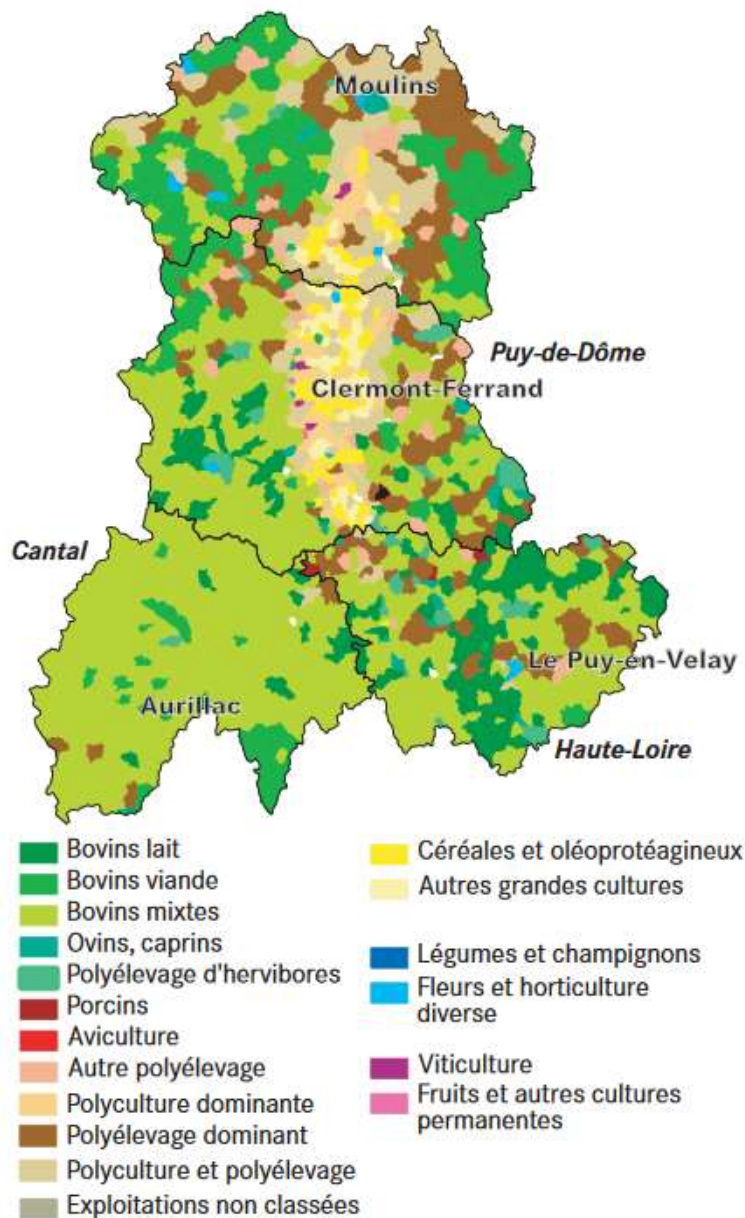 Moulins
Puy-de-Dôme
Clermont-Ferrand
Cantal
Le Puy-en-Velay
Aurillac
Haute-Loire
Bovins lait
Bovins viande
Bovins mixtes
Ovins, caprins
Polyélevage d'hervibores
Porcins
Aviculture
Autre polyélevage
Polyculture dominante
Polyélevage dominant
Polyculture et polyélevage
Exploitations non classées
Céréales et oléoprotéagineux
Autres grandes cultures
Légumes et champignons
Fleurs et horticulture
diverse
Viticulture
Fruits et autres cultures
permanentes